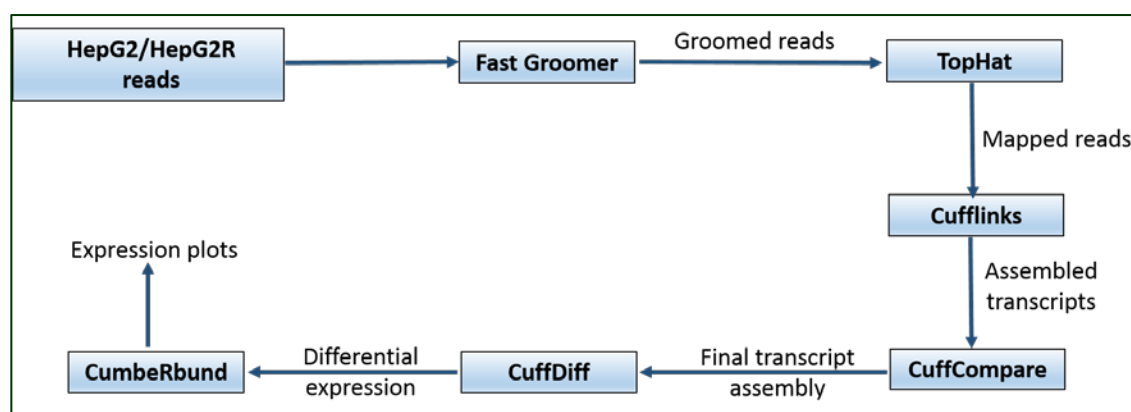 HepG2/HepG2R
reads
Fast Groomer
Groomed reads
TopHat
Mapped reads
Cufflinks
Assembled
transcripts
CuffCompare
Final transcript
assembly
CuffDiff
Differential
expression
CumbeRbund
Expression plots